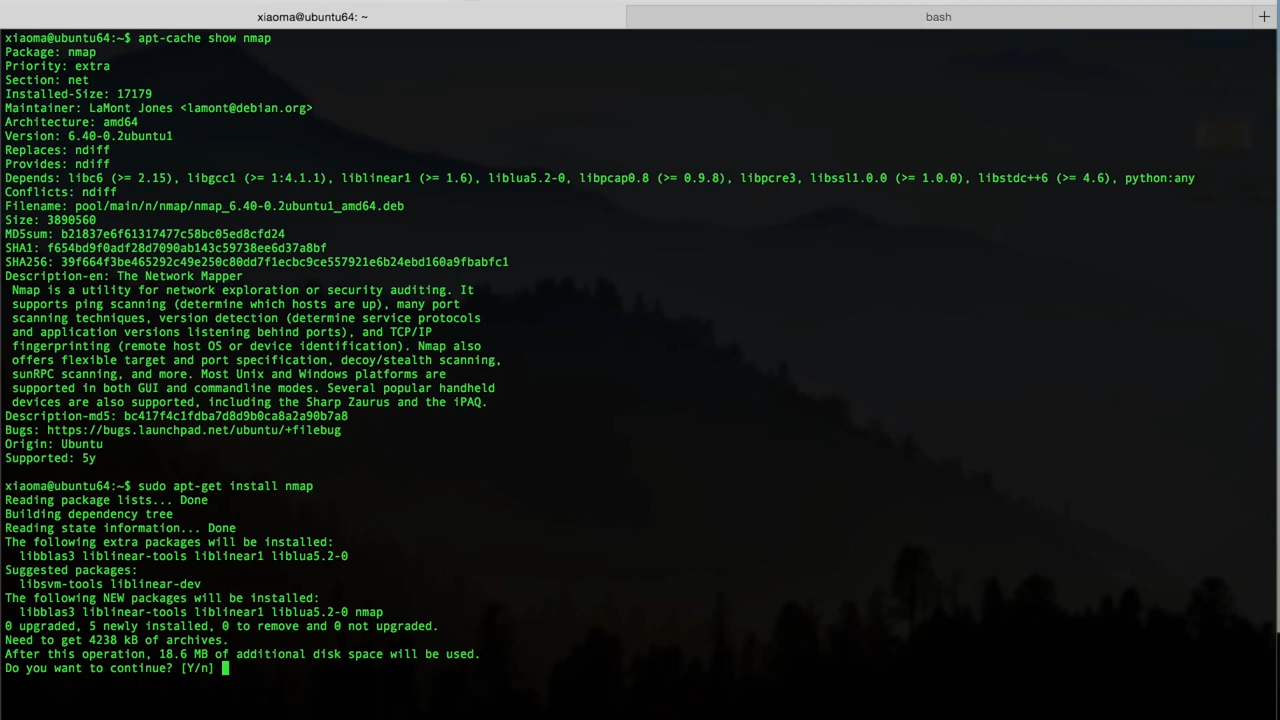 xiaoma@ubuntu64: ~
bash
+
xiaoma@ubuntu64:~$ apt-cache show nmap
Package: nmap
Priority: extra
Section: net
Installed-Size: 17179
Maintainer: LaMont Jones <lamont@debian.org>
Architecture: amd64
Version: 6.40-0.2ubuntu1
Replaces: ndiff
Provides: ndiff
Depends: libc6 (>= 2.15), libgcc1 (>= 1:4.1.1), liblinear1 (>= 1.6), liblua5.2-0, libpcap0.8 (>= 0.9.8), libpcre3, libssl1.0.0 (>= 1.0.0), libstdc++6 (>= 4.6), python:any
Conflicts: ndiff
Filename: pool/main/n/nmap/nmap_6.40-0.2ubuntu1_amd64.deb
Size: 3890560
MD5sum: b21837e6f61317477c58bc05ed8cfd24
SHA1: f654bd9f0adf28d7090ab143c59738ee6d37a8bf
SHA256: 39f664f3be465292c49e250c80dd7f1ecbc9ce557921e6b24ebd160a9fbabfc1
Description-en: The Network Mapper
Nmap is a utility for network exploration or security auditing. It
supports ping scanning (determine which hosts are up), many port
scanning techniques, version detection (determine service protocols
and application versions listening behind ports), and TCP/IP
fingerprinting (remote host OS or device identification). Nmap also
offers flexible target and port specification, decoy/stealth scanning,
sunRPC scanning, and more. Most Unix and Windows platforms are
supported in both GUI and commandline modes. Several popular handheld
devices are also supported, including the Sharp Zaurus and the iPAQ.
Description-md5: bc417f4c1fdba7d8d9b0ca8a2a90b7a8
Bugs: https://bugs.launchpad.net/ubuntu/+filebug
Origin: Ubuntu
Supported: 5y
xiaoma@ubuntu64:~$ sudo apt-get install nmap
Reading package lists... Done
Building dependency tree
Reading state information... Done
The following extra packages will be installed:
libblas3 liblinear-tools liblinear1 liblua5.2-0
Suggested packages:
libsvm-tools liblinear-dev
The following NEW packages will be installed:
libblas3 liblinear-tools liblinear1 liblua5.2-0 nmap
0 upgraded, 5 newly installed, 0 to remove and 0 not upgraded.
Need to get 4238 kB of archives.
After this operation, 18.6 MB of additional disk space will be used.
Do you want to continue? [Y/n]